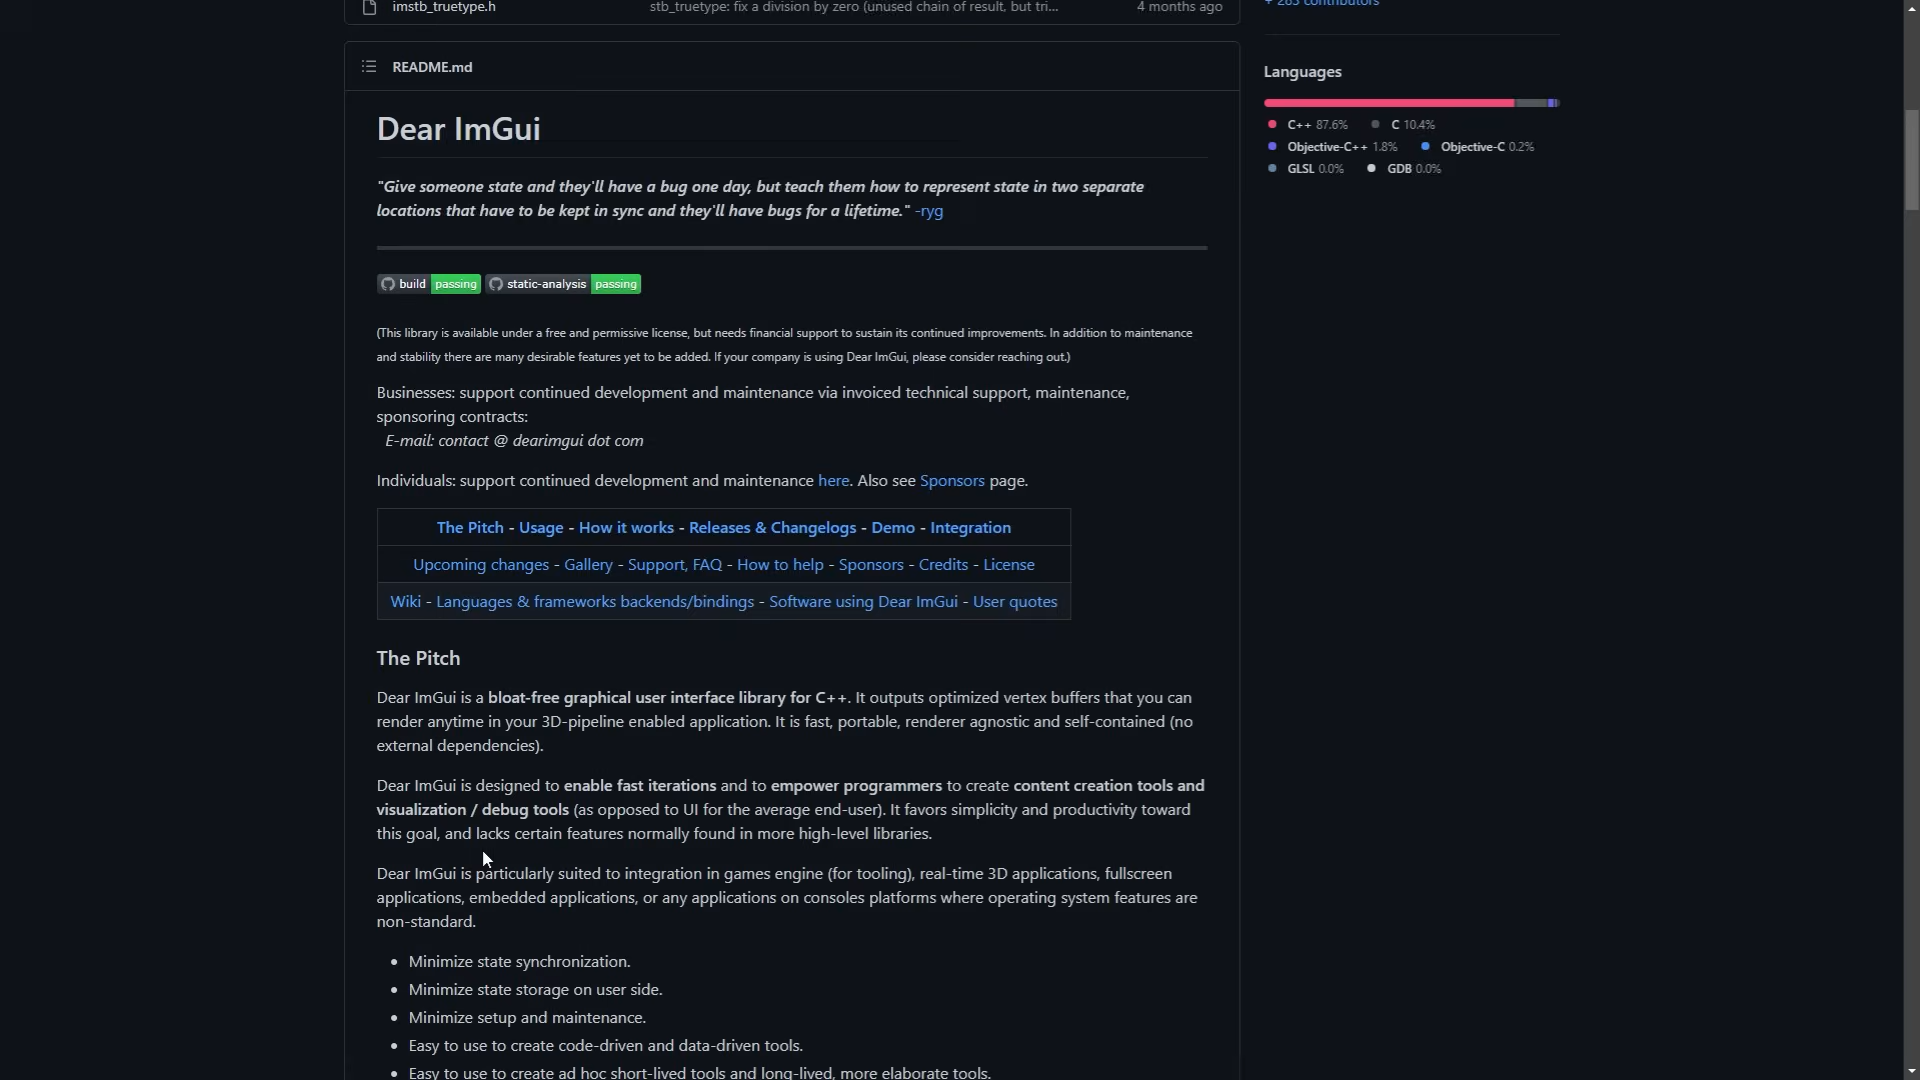 imstb_truetype.h stb_truetype: fix a division by zero (unused chain of result, but tri... 4 months ago
+ 283 contributors
README.md
Dear ImGui
"Give someone state and they'll have a bug one day, but teach them how to represent state in two separate
locations that have to be kept in sync and they'll have bugs for a lifetime." -ryg
build passing static-analysis passing
(This library is available under a free and permissive license, but needs financial support to sustain its continued improvements. In addition to maintenance
and stability there are many desirable features yet to be added. If your company is using Dear ImGui, please consider reaching out.)
Businesses: support continued development and maintenance via invoiced technical support, maintenance,
sponsoring contracts:
E-mail: contact @ dearimgui dot com
Individuals: support continued development and maintenance here. Also see Sponsors page.
The Pitch - Usage - How it works - Releases & Changelogs - Demo - Integration
Upcoming changes - Gallery - Support, FAQ - How to help - Sponsors - Credits - License
Wiki - Languages & frameworks backends/bindings - Software using Dear ImGui - User quotes
The Pitch
Dear ImGui is a bloat-free graphical user interface library for C++. It outputs optimized vertex buffers that you can
render anytime in your 3D-pipeline enabled application. It is fast, portable, renderer agnostic and self-contained (no
external dependencies).
Dear ImGui is designed to enable fast iterations and to empower programmers to create content creation tools and
visualization / debug tools (as opposed to UI for the average end-user). It favors simplicity and productivity toward
this goal, and lacks certain features normally found in more high-level libraries.
Dear ImGui is particularly suited to integration in games engine (for tooling), real-time 3D applications, fullscreen
applications, embedded applications, or any applications on consoles platforms where operating system features are
non-standard.
Minimize state synchronization.
Minimize state storage on user side.
Minimize setup and maintenance.
Easy to use to create code-driven and data-driven tools.
Easy to use to create ad hoc short-lived tools and long-lived, more elaborate tools.
Languages
C++ 87.6% C 10.4%
Objective-C++ 1.8% Objective-C 0.2%
GLSL 0.0% GDB 0.0%